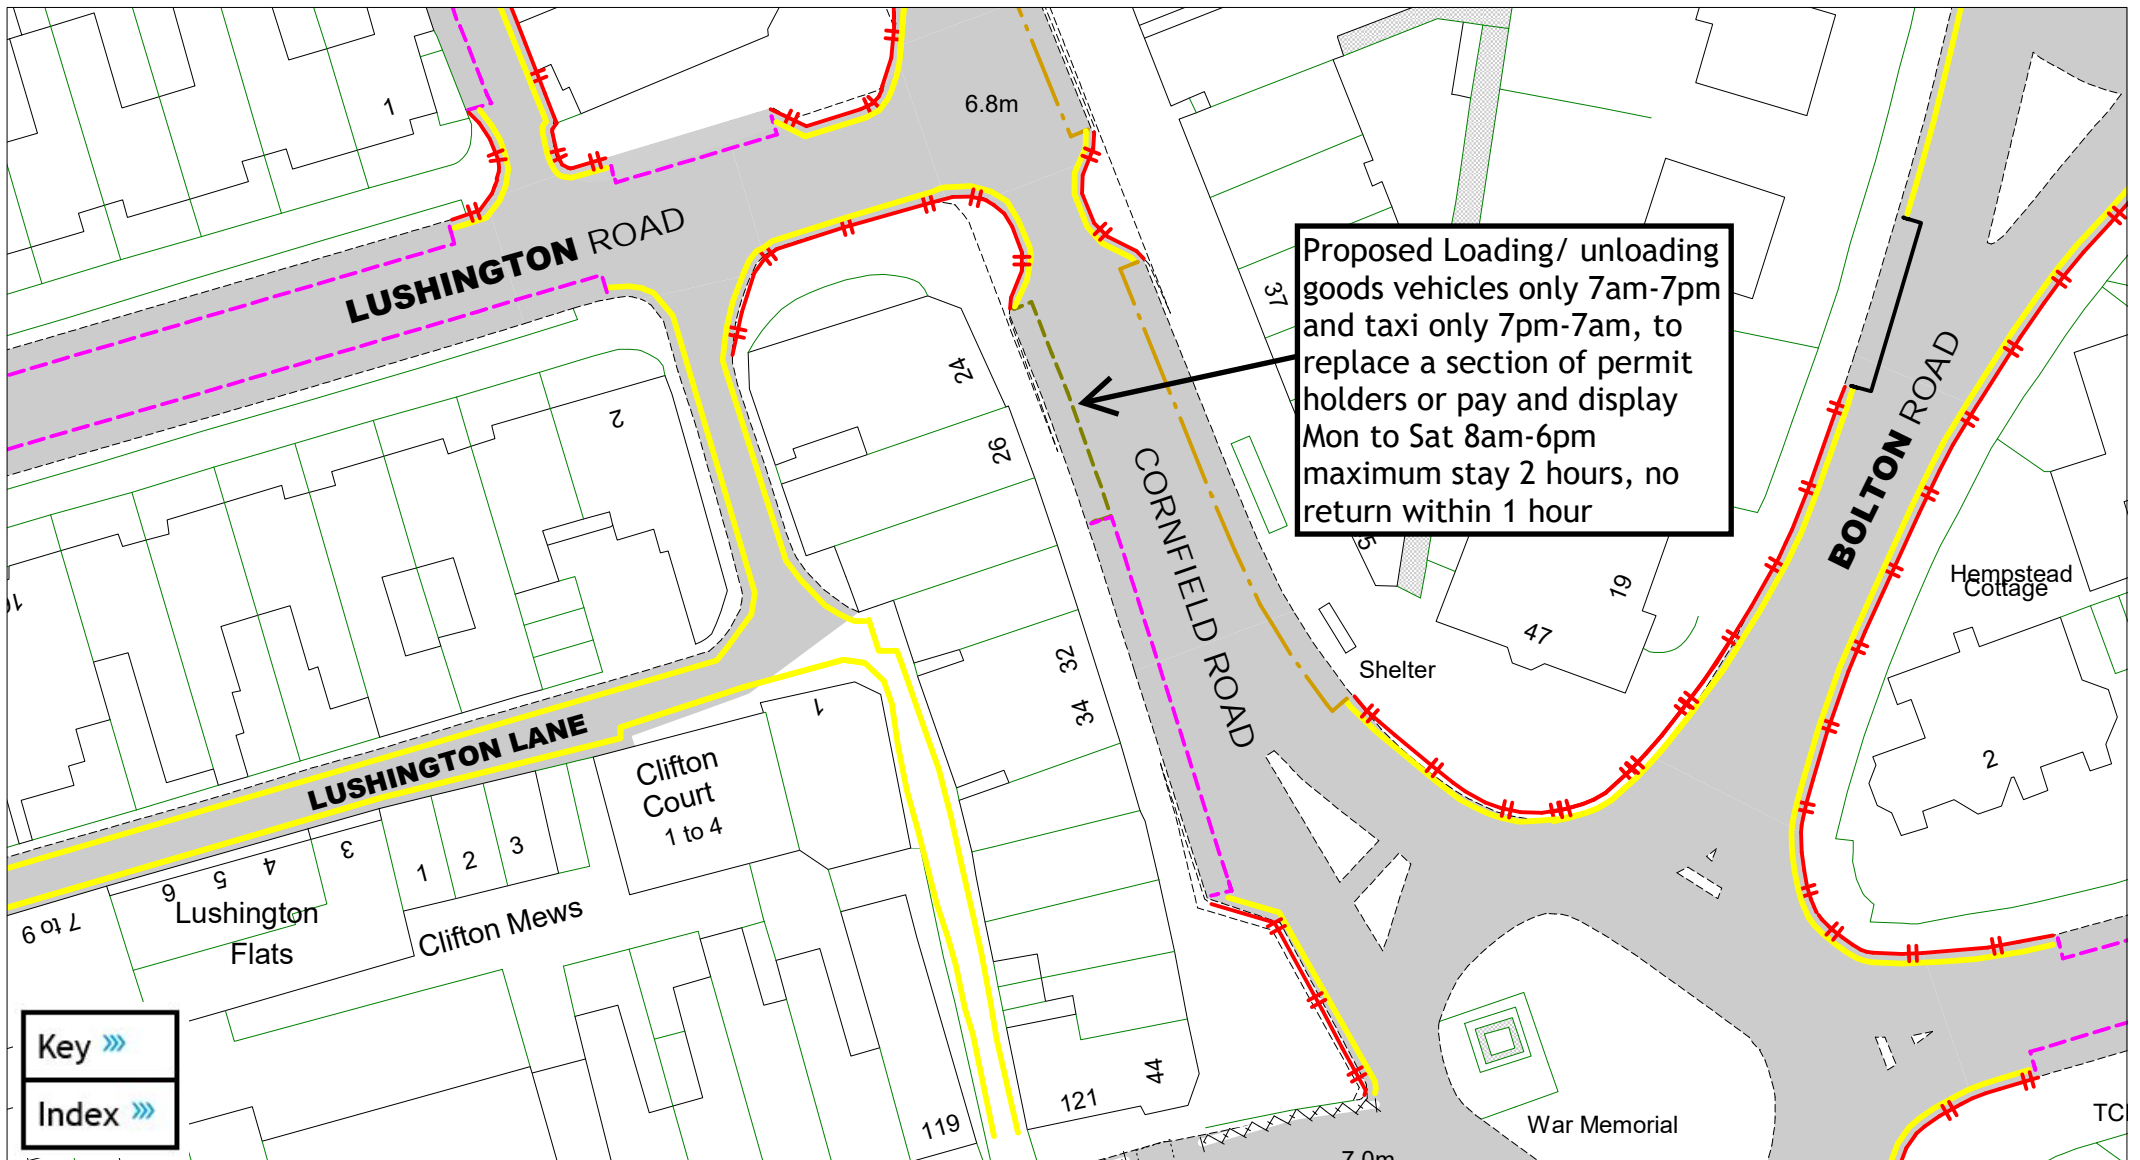 1
6.8m
LUSHINGTON ROAD
Proposed Loading/ unloading
goods vehicles only 7am-7pm
and taxi only 7pm-7am, to
replace a section of permit
holders or pay and display
Mon to Sat 8am-6pm
maximum stay 2 hours, no
return within 1 hour
37
24
2
26
CORNFIELD ROAD
BOLTON ROAD
Hempstead
Cottage
19
47
32
Shelter
34
1
LUSHINGTON LANE
Clifton
Court
1 to 4
2
3
4
5
6
1
2
3
7 to 9
Lushington
Flats
Clifton Mews
Key »»
Index »»
44
121
119
War Memorial
7.0m